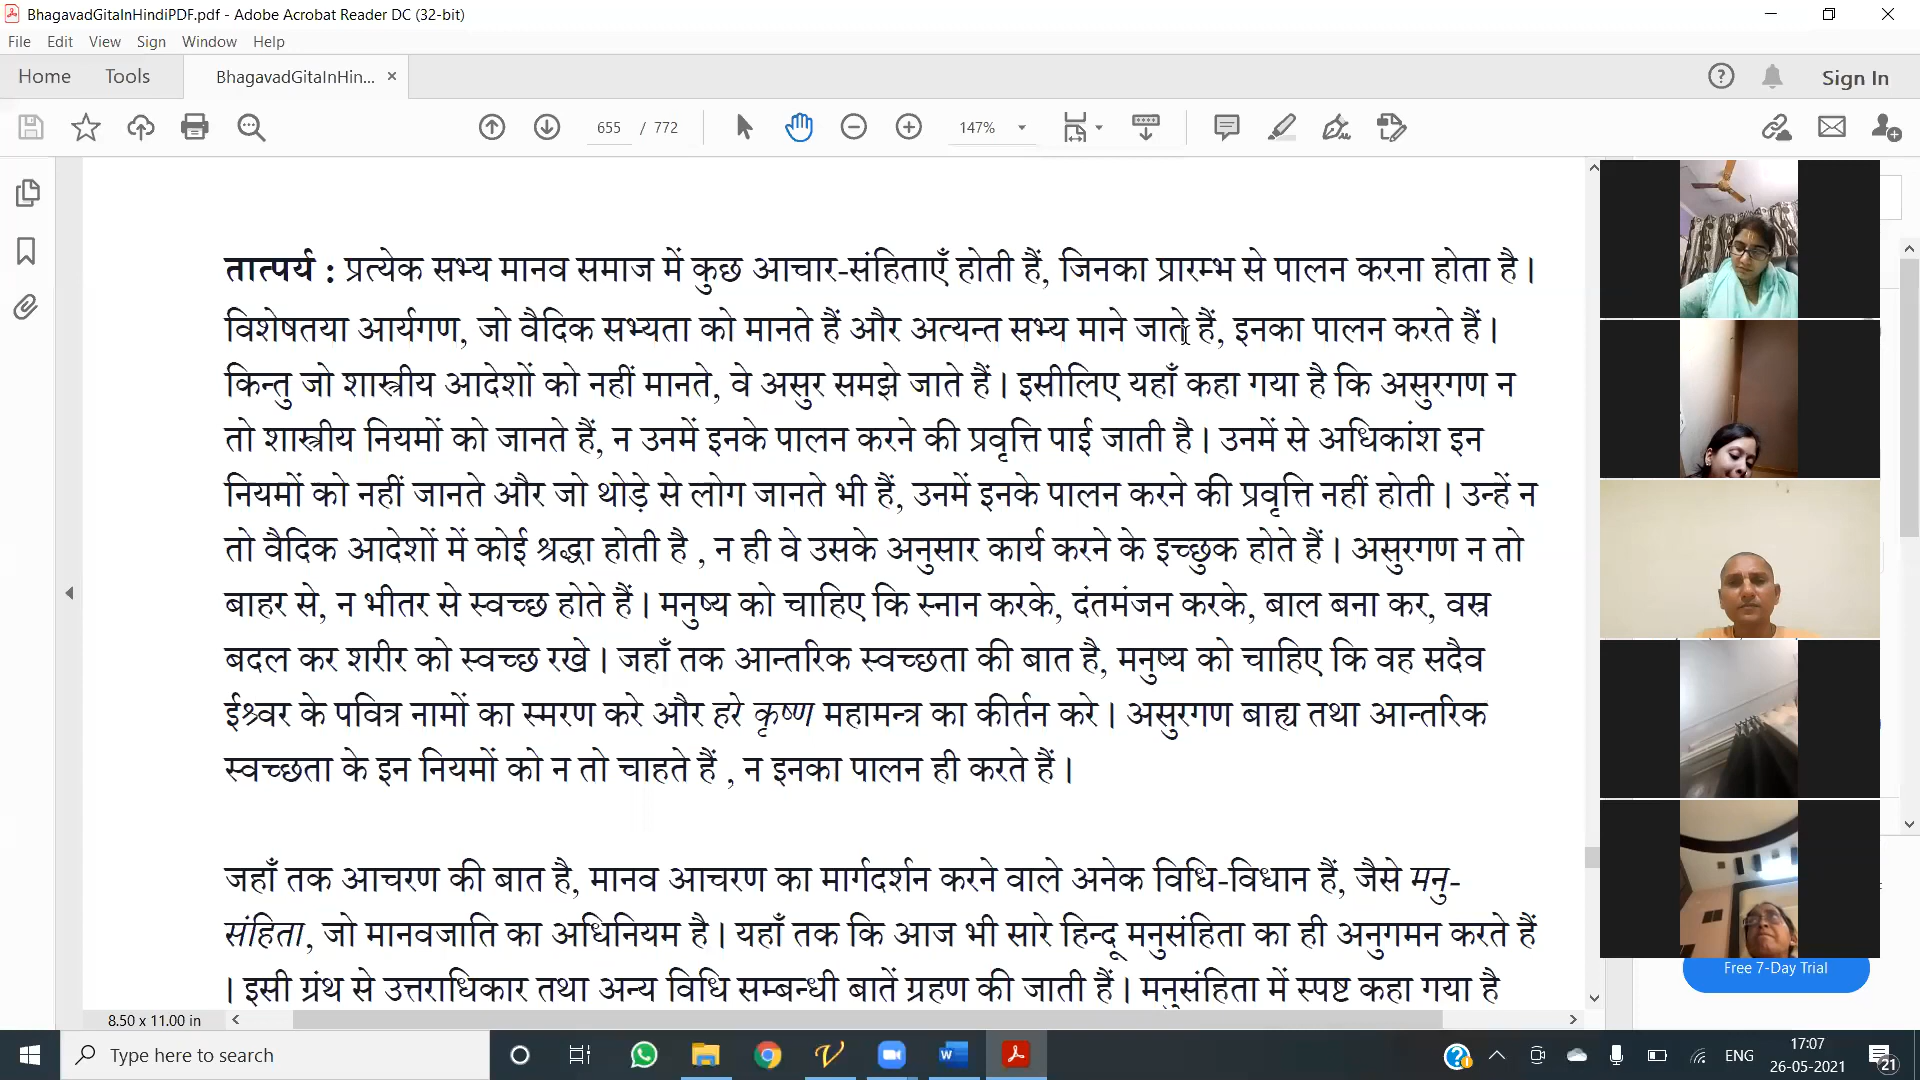 BhagavadGitaInHindiPDF.pdf - Adobe Acrobat Reader DC (32-bit)
File Edit View Sign Window Help
Home Tools BhagavadGitaInHin... × Sign In
655 / 772 147%
तात्पर्य : प्रत्येक सभ्य मानव समाज में कुछ आचार-संहिताएँ होती हैं, जिनका प्रारम्भ से पालन करना होता है।
विशेषतया आर्यगण, जो वैदिक सभ्यता को मानते हैं और अत्यन्त सभ्य माने जाते हैं, इनका पालन करते हैं।
किन्तु जो शास्त्रीय आदेशों को नहीं मानते, वे असुर समझे जाते हैं। इसीलिए यहाँ कहा गया है कि असुरगण न
तो शास्त्रीय नियमों को जानते हैं, न उनमें इनके पालन करने की प्रवृत्ति पाई जाती है। उनमें से अधिकांश इन
नियमों को नहीं जानते और जो थोड़े से लोग जानते भी हैं, उनमें इनके पालन करने की प्रवृत्ति नहीं होती। उन्हें न
तो वैदिक आदेशों में कोई श्रद्धा होती है , न ही वे उसके अनुसार कार्य करने के इच्छुक होते हैं। असुरगण न तो
बाहर से, न भीतर से स्वच्छ होते हैं। मनुष्य को चाहिए कि स्नान करके, दंतमंजन करके, बाल बना कर, वस्त्र
बदल कर शरीर को स्वच्छ रखे। जहाँ तक आन्तरिक स्वच्छता की बात है, मनुष्य को चाहिए कि वह सदैव
ईश्र्वर के पवित्र नामों का स्मरण करे और हरे कृष्ण महामन्त्र का कीर्तन करे। असुरगण बाह्य तथा आन्तरिक
स्वच्छता के इन नियमों को न तो चाहते हैं , न इनका पालन ही करते हैं।
जहाँ तक आचरण की बात है, मानव आचरण का मार्गदर्शन करने वाले अनेक विधि-विधान हैं, जैसे मनु-
संहिता, जो मानवजाति का अधिनियम है। यहाँ तक कि आज भी सारे हिन्दू मनुसंहिता का ही अनुगमन करते हैं
। इसी ग्रंथ से उत्तराधिकार तथा अन्य विधि सम्बन्धी बातें ग्रहण की जाती हैं। मनुसंहिता में स्पष्ट कहा गया है
Free 7-Day Trial
8.50 x 11.00 in
Type here to search
ENG 17:07
26-05-2021
21